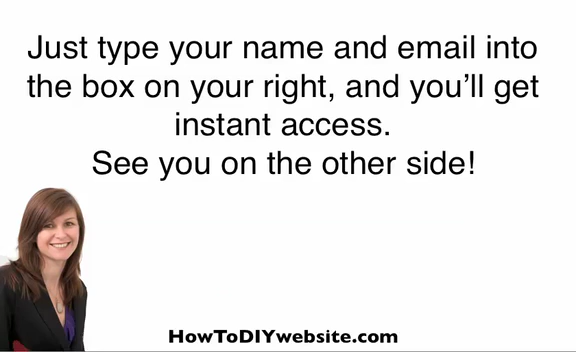 Just type your name and email into
the box on your right, and you’ll get
instant access.
See you on the other side!
HowToDIYwebsite.com